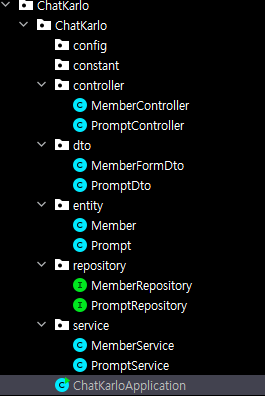 ChatKarlo
ChatKarlo
config
constant
controller
C MemberController
C PromptController
dto
C MemberFormDto
C PromptDto
entity
C Member
C Prompt
repository
I MemberRepository
I PromptRepository
service
C MemberService
C PromptService
C ChatKarloApplication